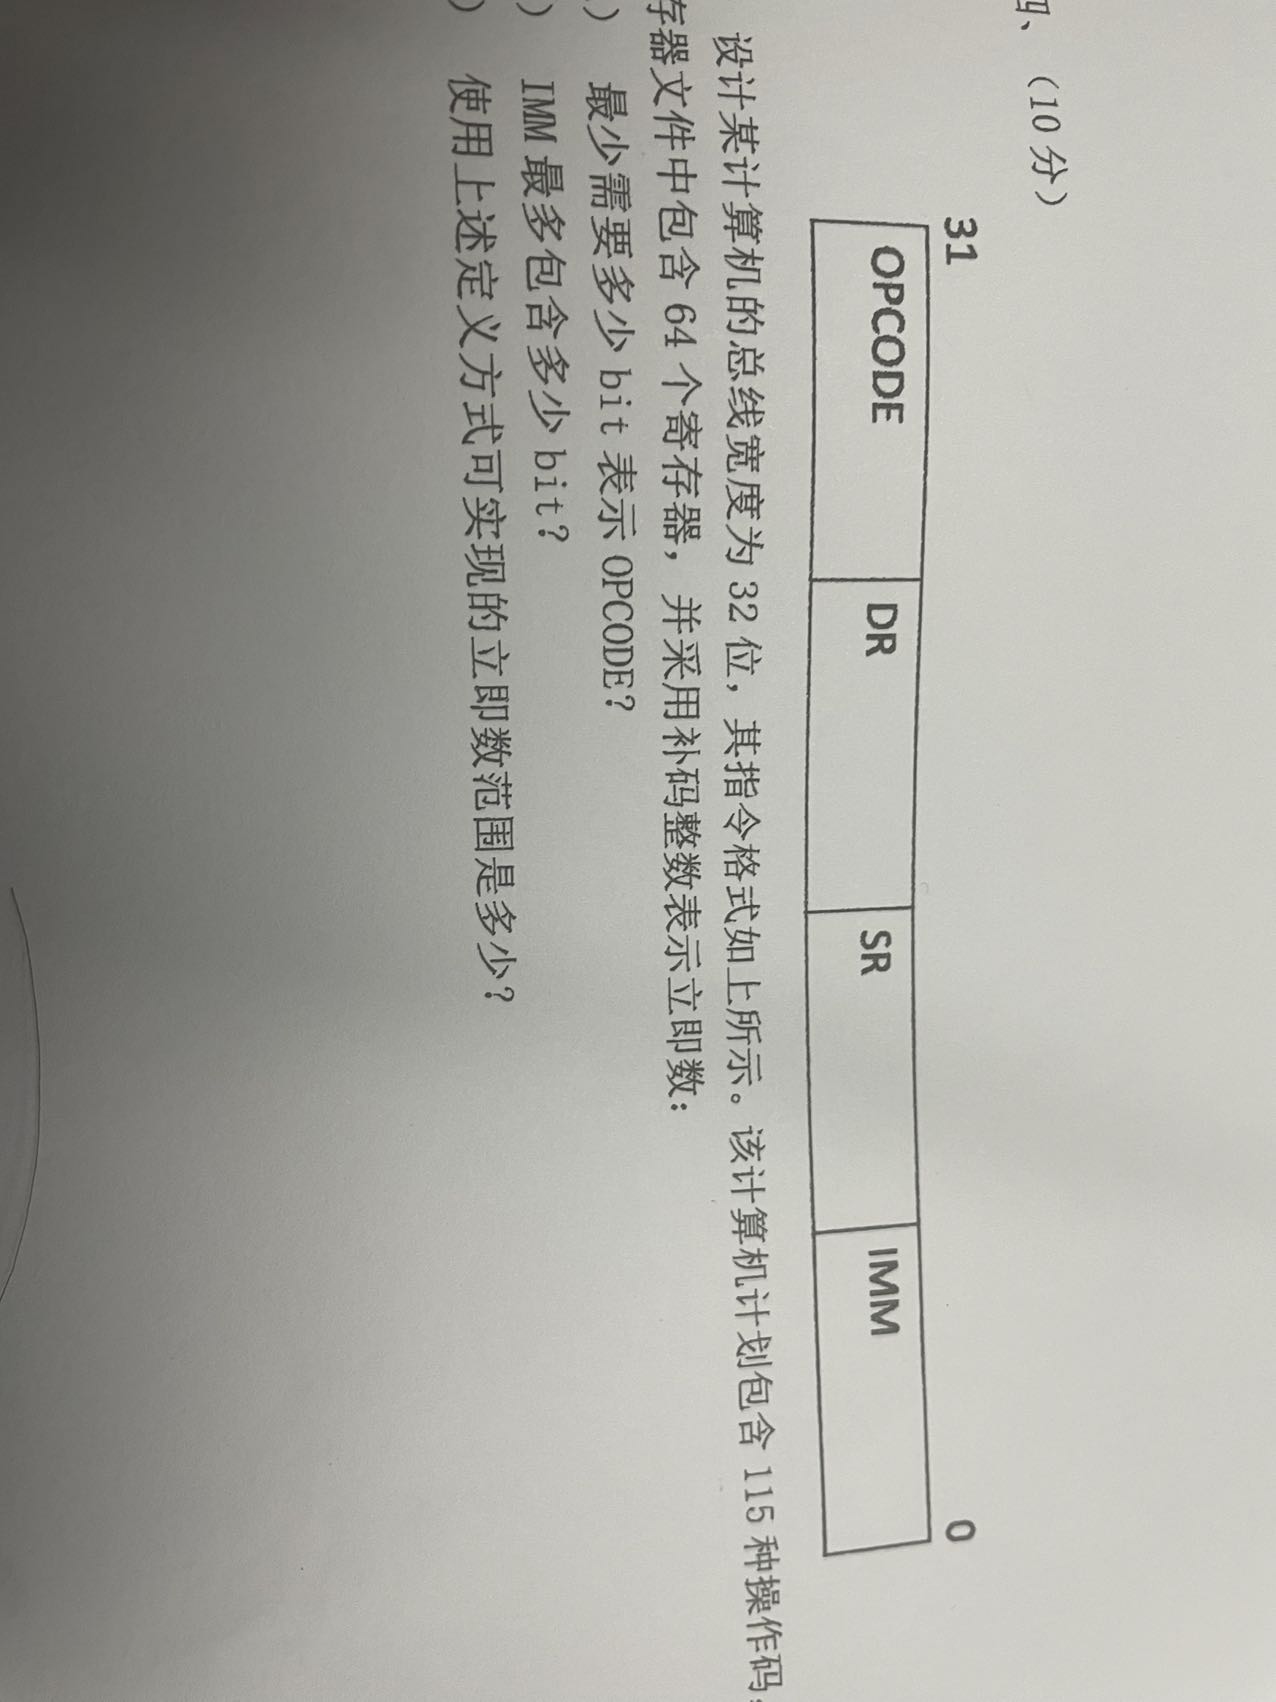 四、（10 分）
31 0
OPCODE DR SR IMM
设计某计算机的总线宽度为 32 位，其指令格式如上所示。该计算机计划包含 115 种操作码，
存器文件中包含 64 个寄存器，并采用补码整数表示立即数：
） 最少需要多少 bit 表示 OPCODE？
） IMM 最多包含多少 bit？
） 使用上述定义方式可实现的立即数范围是多少？